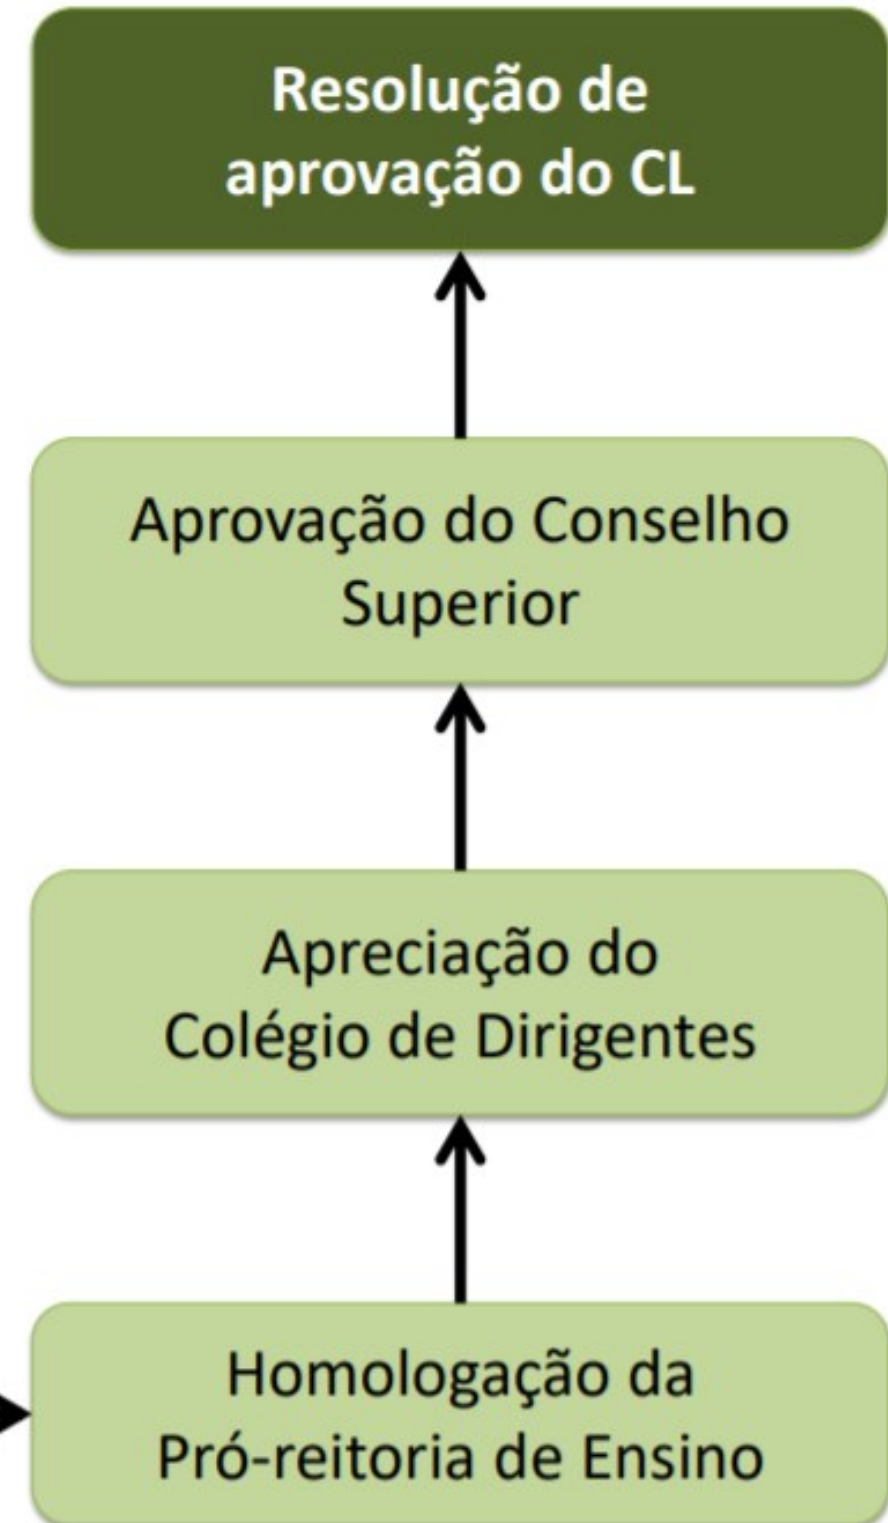 Resolução de
aprovação do CL
Aprovação do Conselho
Superior
Apreciação do
Colégio de Dirigentes
Homologação da
Pró-reitoria de Ensino